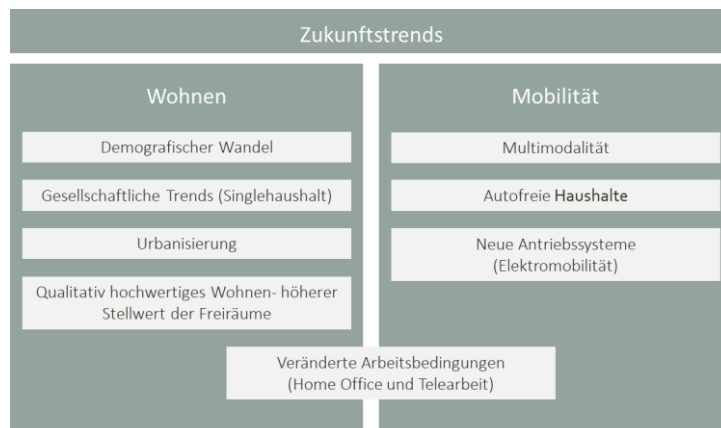 Zukunftstrends
Wohnen
Demografischer Wandel
Gesellschaftliche Trends (Singlehaushalt)
Urbanisierung
Qualitativ hochwertiges Wohnen- höherer
Stellwert der Freiräume
Mobilität
Multimodalität
Autofreie Haushalte
Neue Antriebssysteme
(Elektromobilität)
Veränderte Arbeitsbedingungen
(Home Office und Telearbeit)